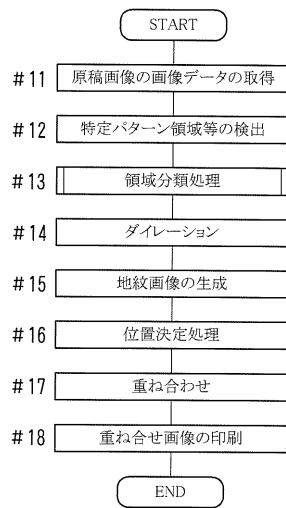 START
#11 原稿画像の画像データの取得
#12 特定パターン領域等の検出
#13 領域分類処理
#14 ダイレーション
#15 地紋画像の生成
#16 位置決定処理
#17 重ね合わせ
#18 重ね合せ画像の印刷
END